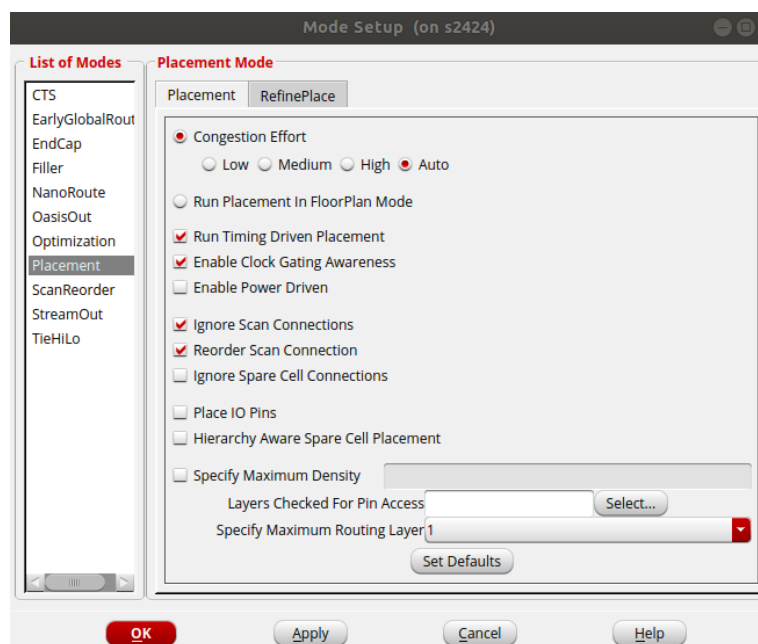 Mode Setup (on s2424)
List of Modes
CTS
EarlyGlobalRout
EndCap
Filler
NanoRoute
OasisOut
Optimization
Placement
ScanReorder
StreamOut
TieHiLo
Placement Mode
Placement RefinePlace
Congestion Effort
Low Medium High Auto
Run Placement In FloorPlan Mode
Run Timing Driven Placement
Enable Clock Gating Awareness
Enable Power Driven
Ignore Scan Connections
Reorder Scan Connection
Ignore Spare Cell Connections
Place IO Pins
Hierarchy Aware Spare Cell Placement
Specify Maximum Density
Layers Checked For Pin Access Select...
Specify Maximum Routing Layer 1
Set Defaults
OK Apply Cancel Help